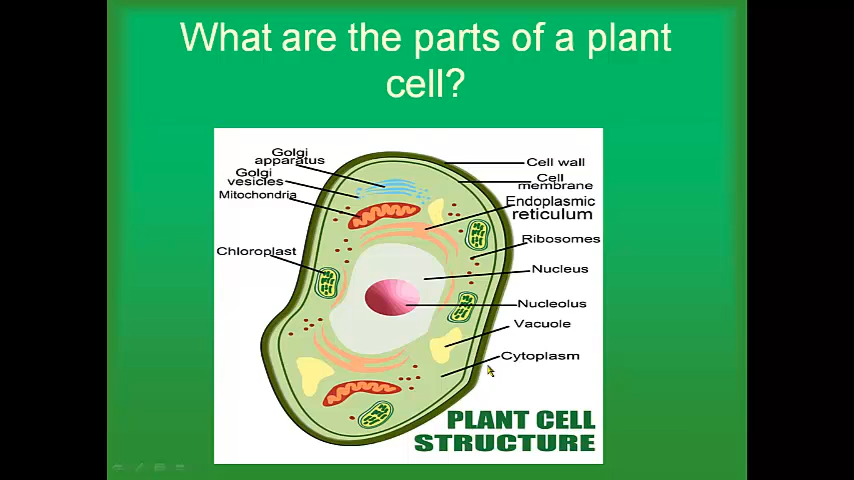 What are the parts of a plant
cell?
Golgi
apparatus
Golgi
vesicles
Mitochondria
Chloroplast
Cell wall
Cell
membrane
Endoplasmic
reticulum
Ribosomes
Nucleus
Nucleolus
Vacuole
Cytoplasm
PLANT CELL
STRUCTURE